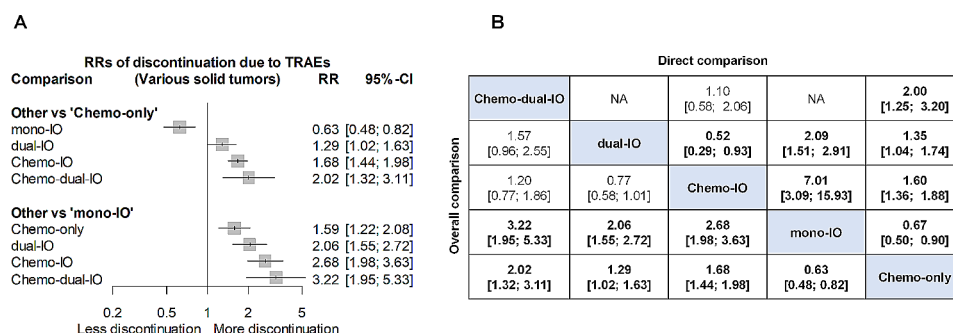 A
RRs of discontinuation due to TRAEs
(Various solid tumors)
Comparison RR 95%-CI
Other vs 'Chemo-only'
mono-IO 0.63 [0.48; 0.82]
dual-IO 1.29 [1.02; 1.63]
Chemo-IO 1.68 [1.44; 1.98]
Chemo-dual-IO 2.02 [1.32; 3.11]
Other vs 'mono-IO'
Chemo-only 1.59 [1.22; 2.08]
dual-IO 2.06 [1.55; 2.72]
Chemo-IO 2.68 [1.98; 3.63]
Chemo-dual-IO 3.22 [1.95; 5.33]
0.2 0.5 1 2 5
Less discontinuation More discontinuation
B
Direct comparison
Overall comparison
Chemo-dual-IO NA 1.10 NA 2.00
[0.58; 2.06] [1.25; 3.20]
1.57 dual-IO 0.52 2.09 1.35
[0.96; 2.55] [0.29; 0.93] [1.51; 2.91] [1.04; 1.74]
1.20 0.77 Chemo-IO 7.01 1.60
[0.77; 1.86] [0.58; 1.01] [3.09; 15.93] [1.36; 1.88]
3.22 2.06 2.68 mono-IO 0.67
[1.95; 5.33] [1.55; 2.72] [1.98; 3.63] [0.50; 0.90]
2.02 1.29 1.68 0.63 Chemo-only
[1.32; 3.11] [1.02; 1.63] [1.44; 1.98] [0.48; 0.82]